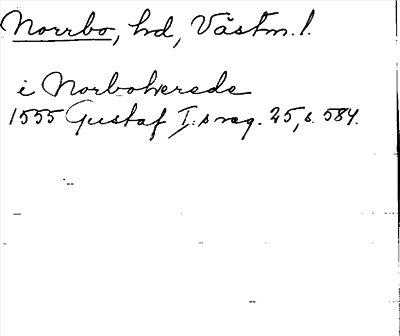 Norrbo, hd, Västm. l.
i Norboherede
1555 Gustaf I:s reg. 25, s. 584.